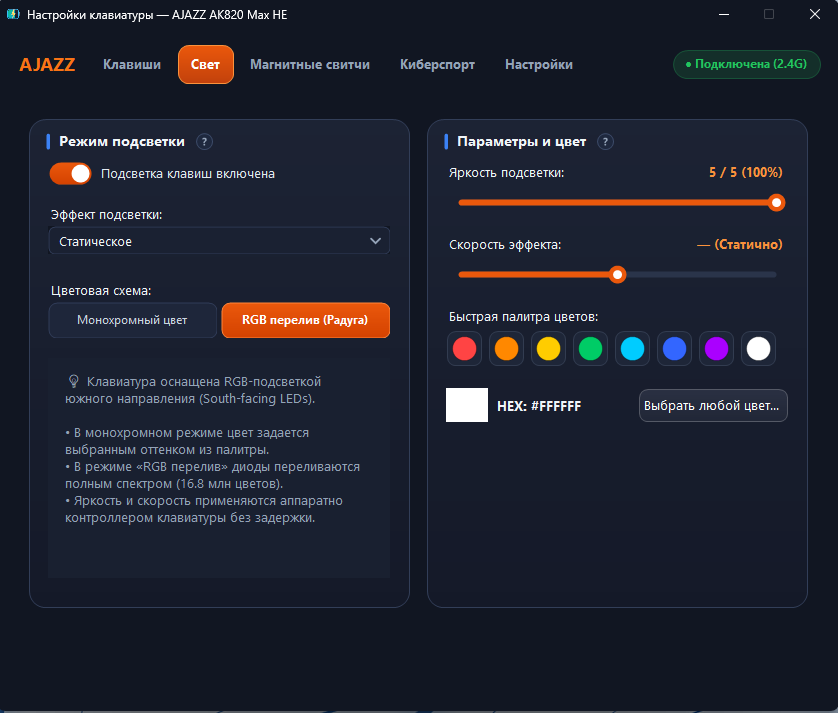 Настройки клавиатуры — AJAZZ AK820 Max HE
AJAZZ
Клавиши
Свет
Магнитные свитчи
Киберспорт
Настройки
• Подключена (2.4G)
Режим подсветки ?
Подсветка клавиш включена
Эффект подсветки:
Статическое
Цветовая схема:
Монохромный цвет
RGB перелив (Радуга)
Клавиатура оснащена RGB-подсветкой
южного направления (South-facing LEDs).
• В монохромном режиме цвет задается
выбранным оттенком из палитры.
• В режиме «RGB перелив» диоды переливаются
полным спектром (16.8 млн цветов).
• Яркость и скорость применяются аппаратно
контроллером клавиатуры без задержки.
Параметры и цвет ?
Яркость подсветки: 5 / 5 (100%)
Скорость эффекта: — (Статично)
Быстрая палитра цветов:
HEX: #FFFFFF
Выбрать любой цвет...